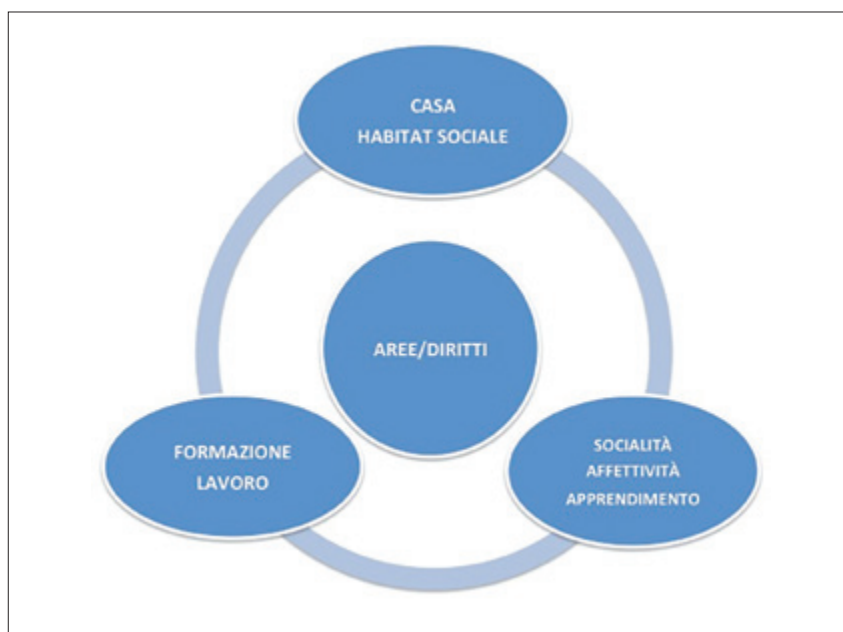 CASA
HABITAT SOCIALE
AREE/DIRITTI
FORMAZIONE
LAVORO
SOCIALITÀ
AFFETTIVITÀ
APPRENDIMENTO